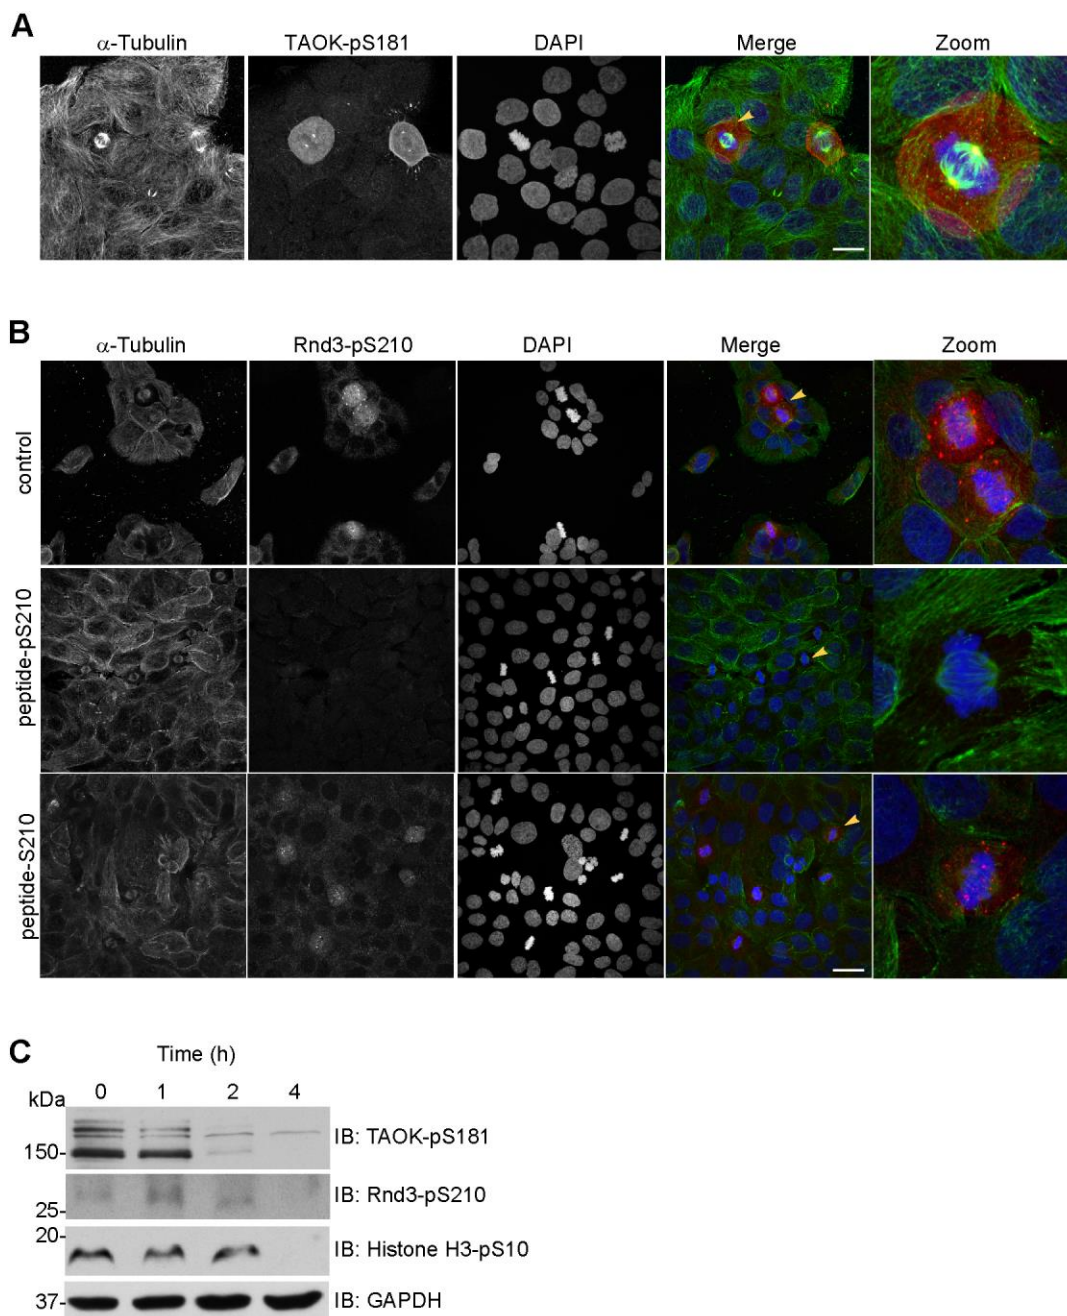 A
α-Tubulin TAOK-pS181 DAPI Merge Zoom
B
α-Tubulin Rnd3-pS210 DAPI Merge Zoom
control
peptide-pS210
peptide-S210
C
Time (h)
kDa 0 1 2 4
150- IB: TAOK-pS181
25- IB: Rnd3-pS210
20- IB: Histone H3-pS10
37- IB: GAPDH